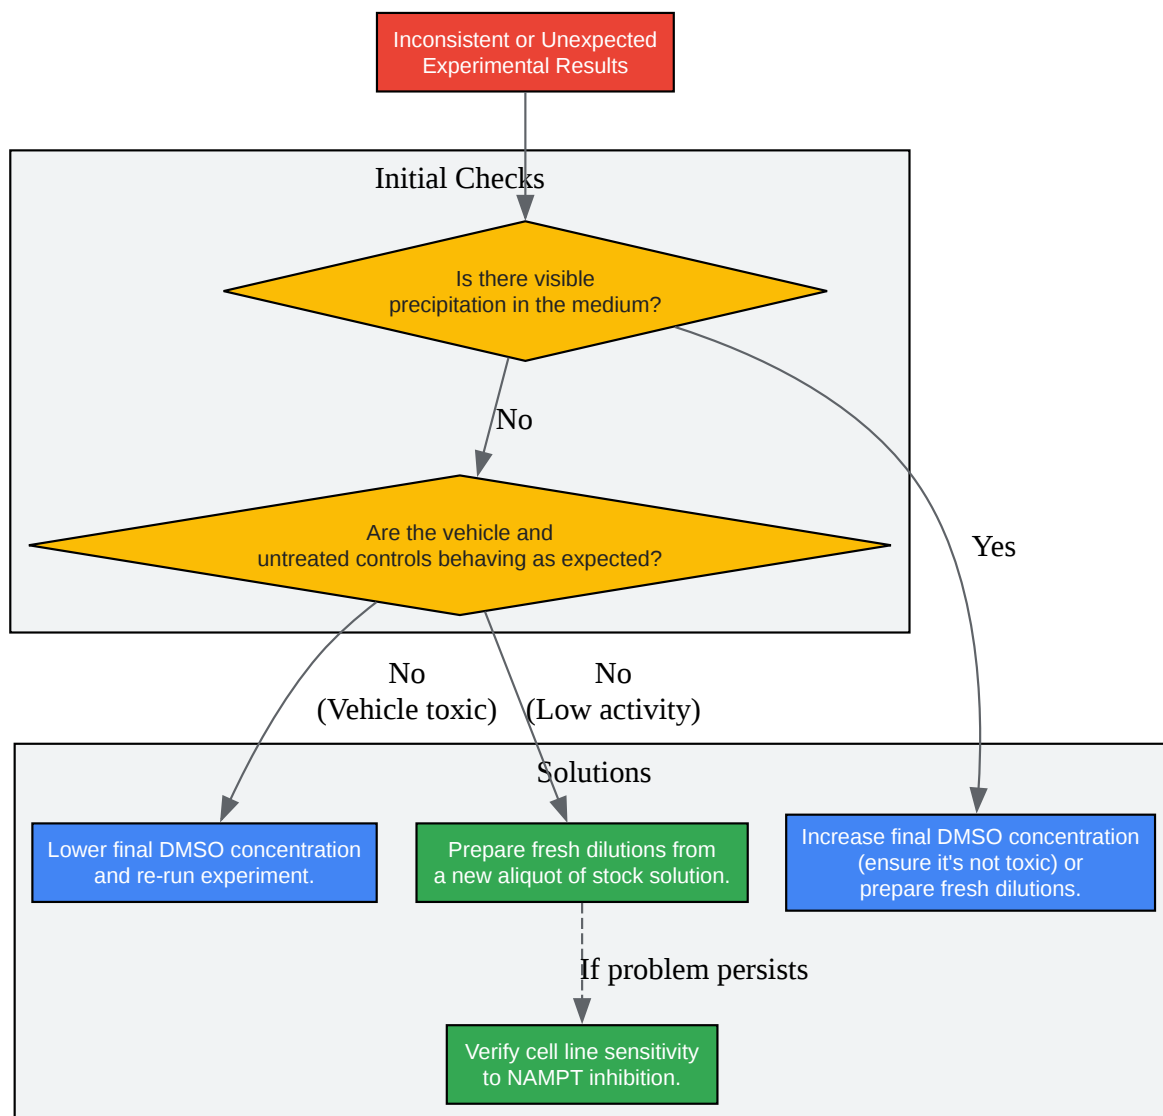 Inconsistent or Unexpected
Experimental Results
Initial Checks
Is there visible
precipitation in the medium?
No
Are the vehicle and
untreated controls behaving as expected?
Yes
No
(Vehicle toxic)
No
(Low activity)
Solutions
Lower final DMSO concentration
and re-run experiment.
Prepare fresh dilutions from
a new aliquot of stock solution.
Increase final DMSO concentration
(ensure it's not toxic) or
prepare fresh dilutions.
If problem persists
Verify cell line sensitivity
to NAMPT inhibition.